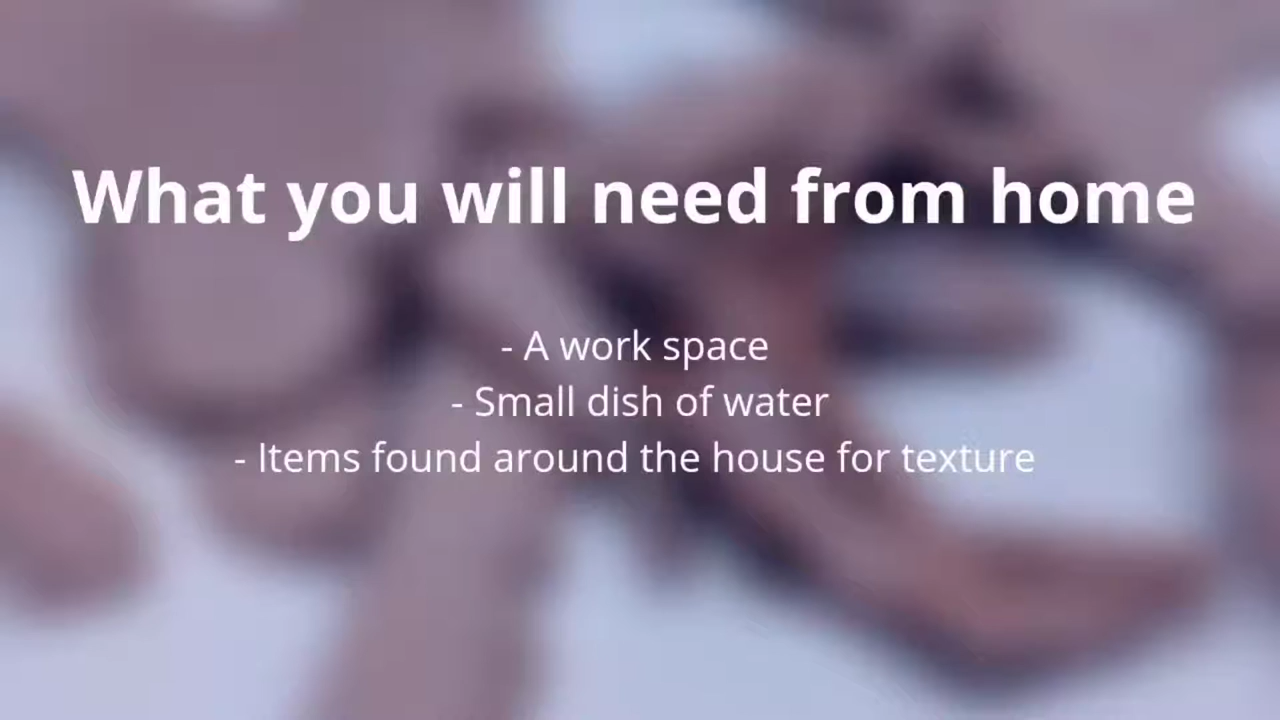 What you will need from home
- A work space
- Small dish of water
- Items found around the house for texture